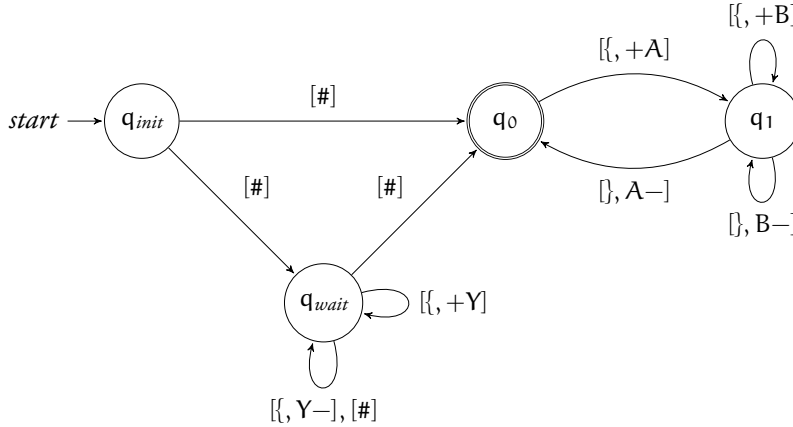 [{, +B]
[{, +A]
[#]
start
q_init
q_0
q_1
[#]
[#]
[}, A−]
[}, B−]
q_wait
[{, +Y]
[{, Y−], [#]